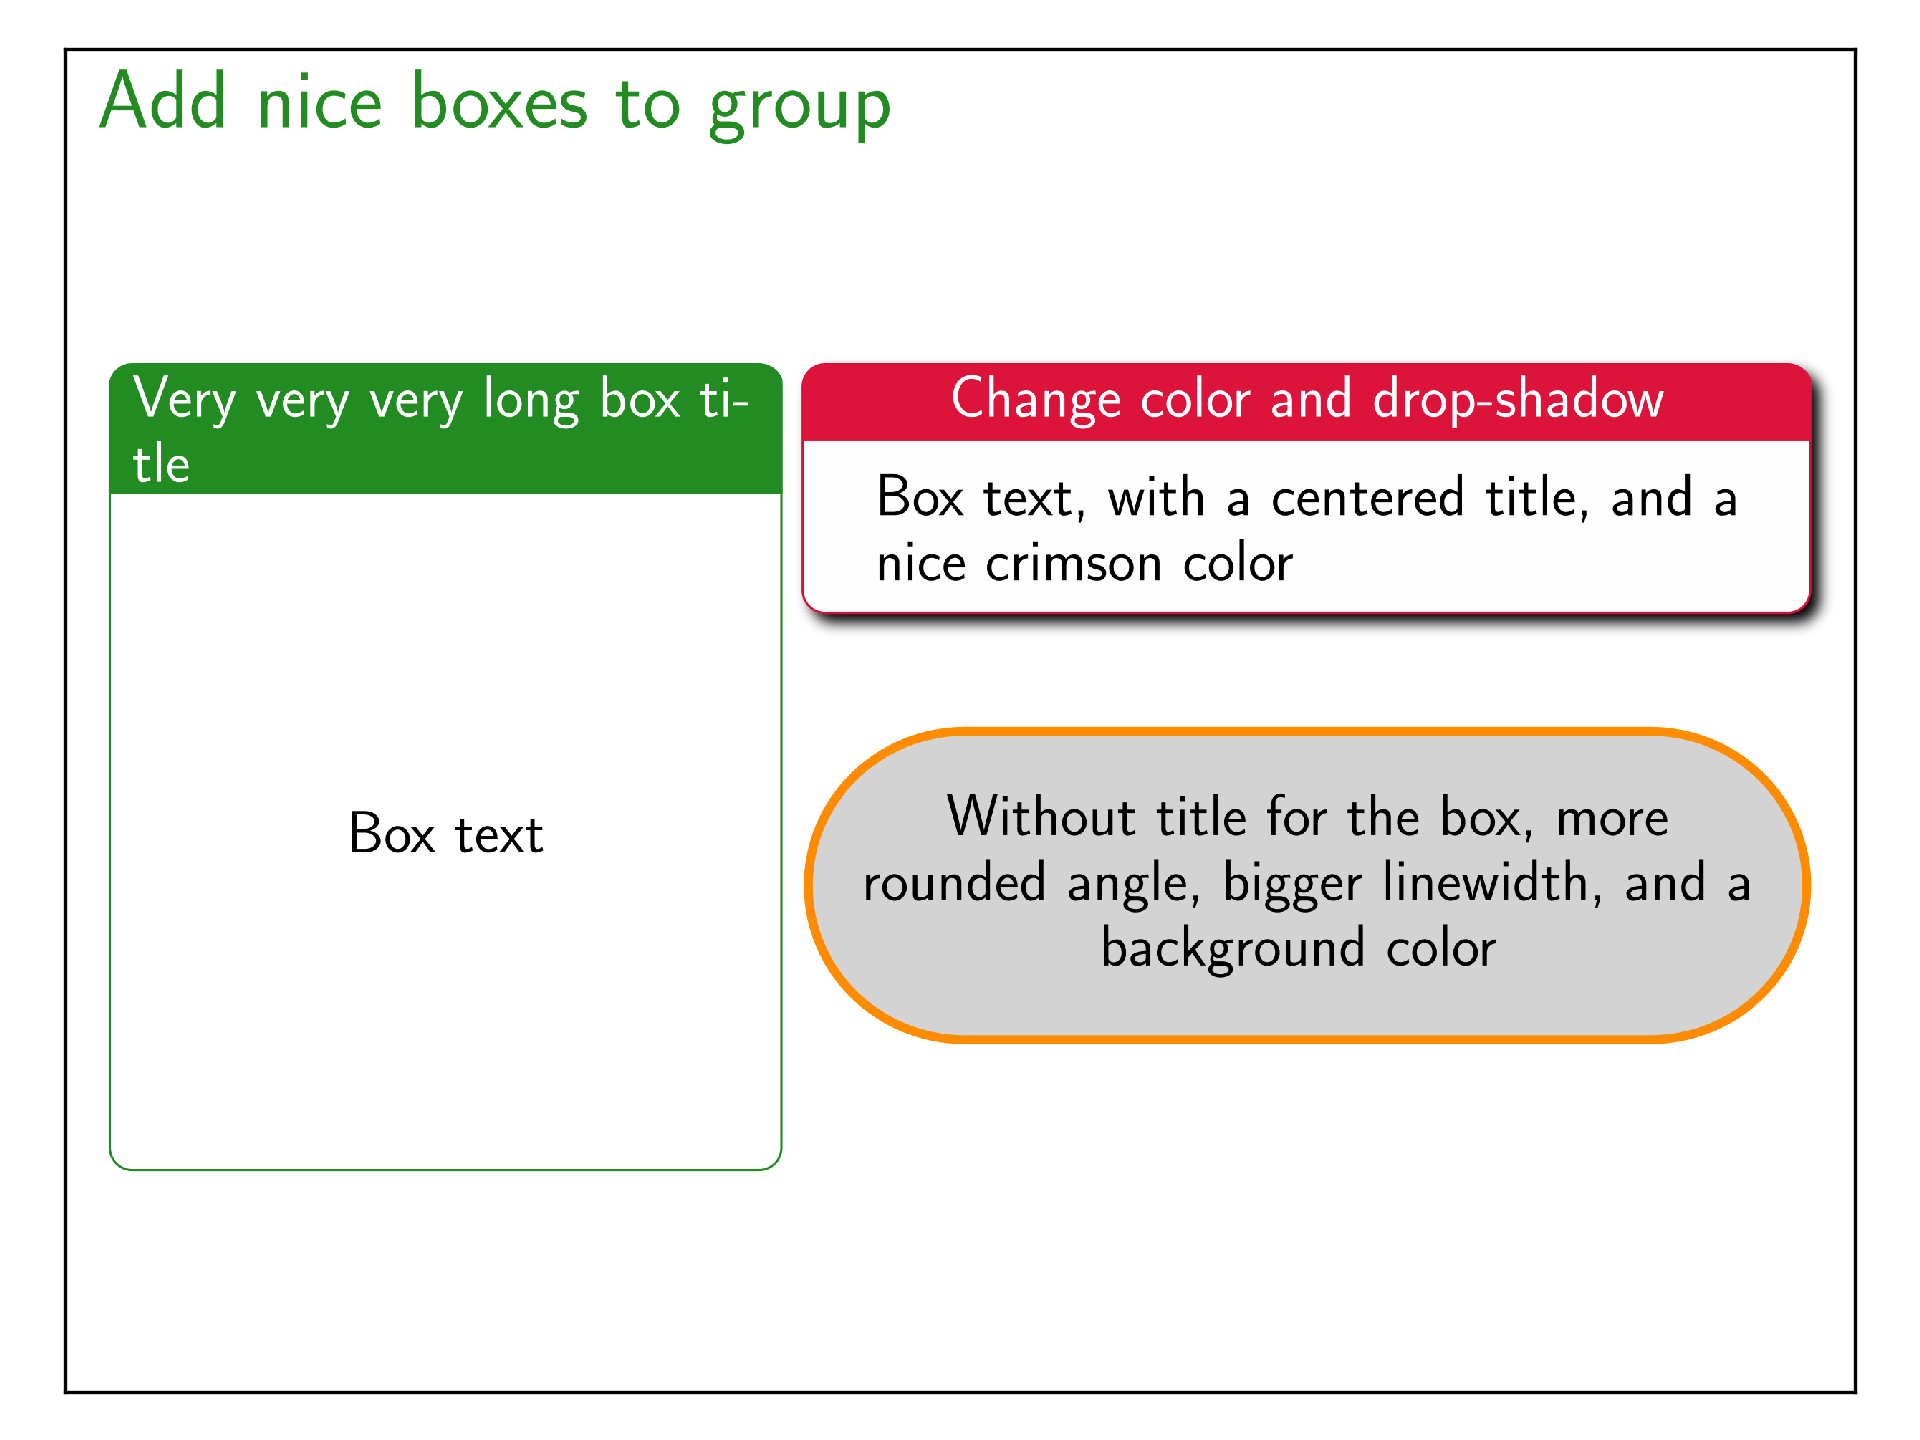 Add nice boxes to group
Very very very long box ti-
tle
Box text
Change color and drop-shadow
Box text, with a centered title, and a
nice crimson color
Without title for the box, more
rounded angle, bigger linewidth, and a
background color